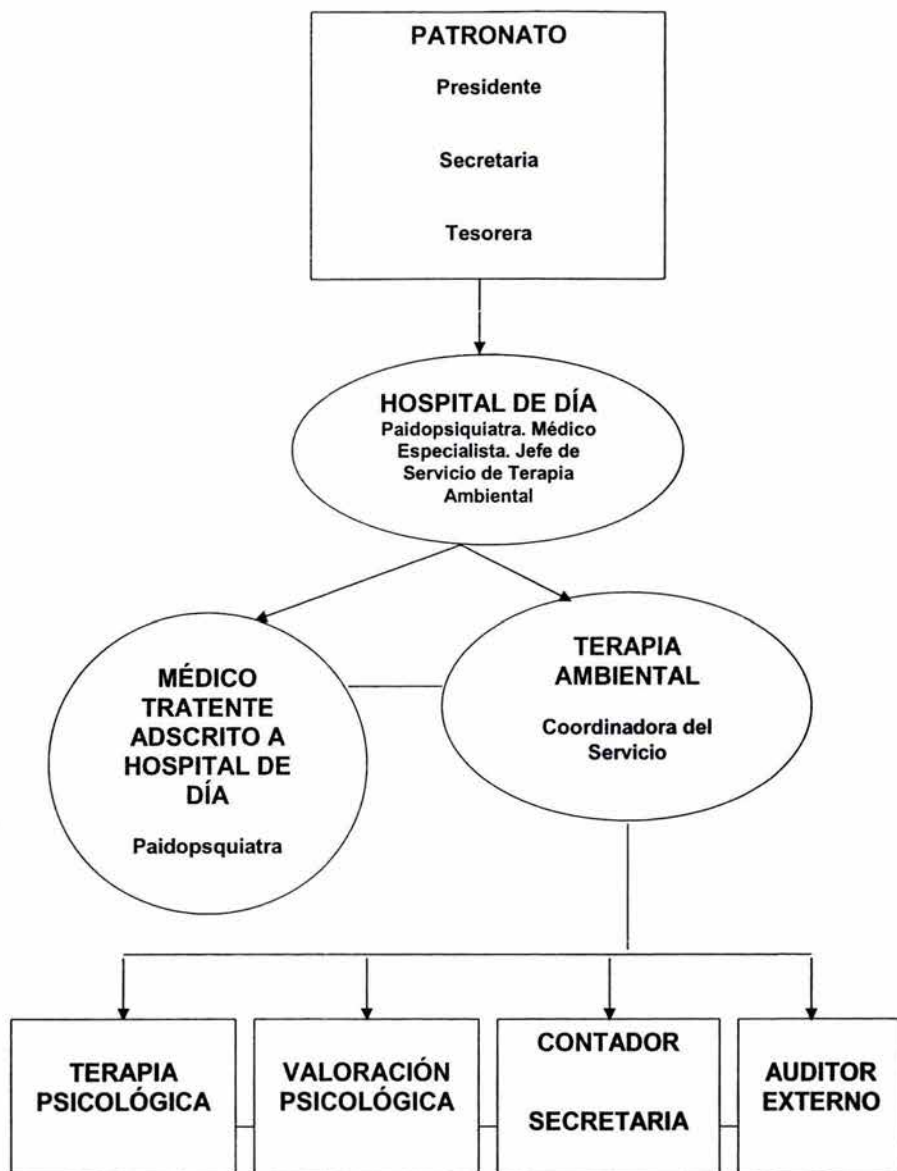 PATRONATO
Presidente
Secretaria
Tesorera
HOSPITAL DE DÍA
Paidopsiquiatra. Médico
Especialista. Jefe de
Servicio de Terapia
Ambiental
MÉDICO
TRATENTE
ADSCRITO A
HOSPITAL DE
DÍA
Paidopsquiatra
TERAPIA
AMBIENTAL
Coordinadora del
Servicio
TERAPIA
PSICOLÓGICA
VALORACIÓN
PSICOLÓGICA
CONTADOR
SECRETARIA
AUDITOR
EXTERNO